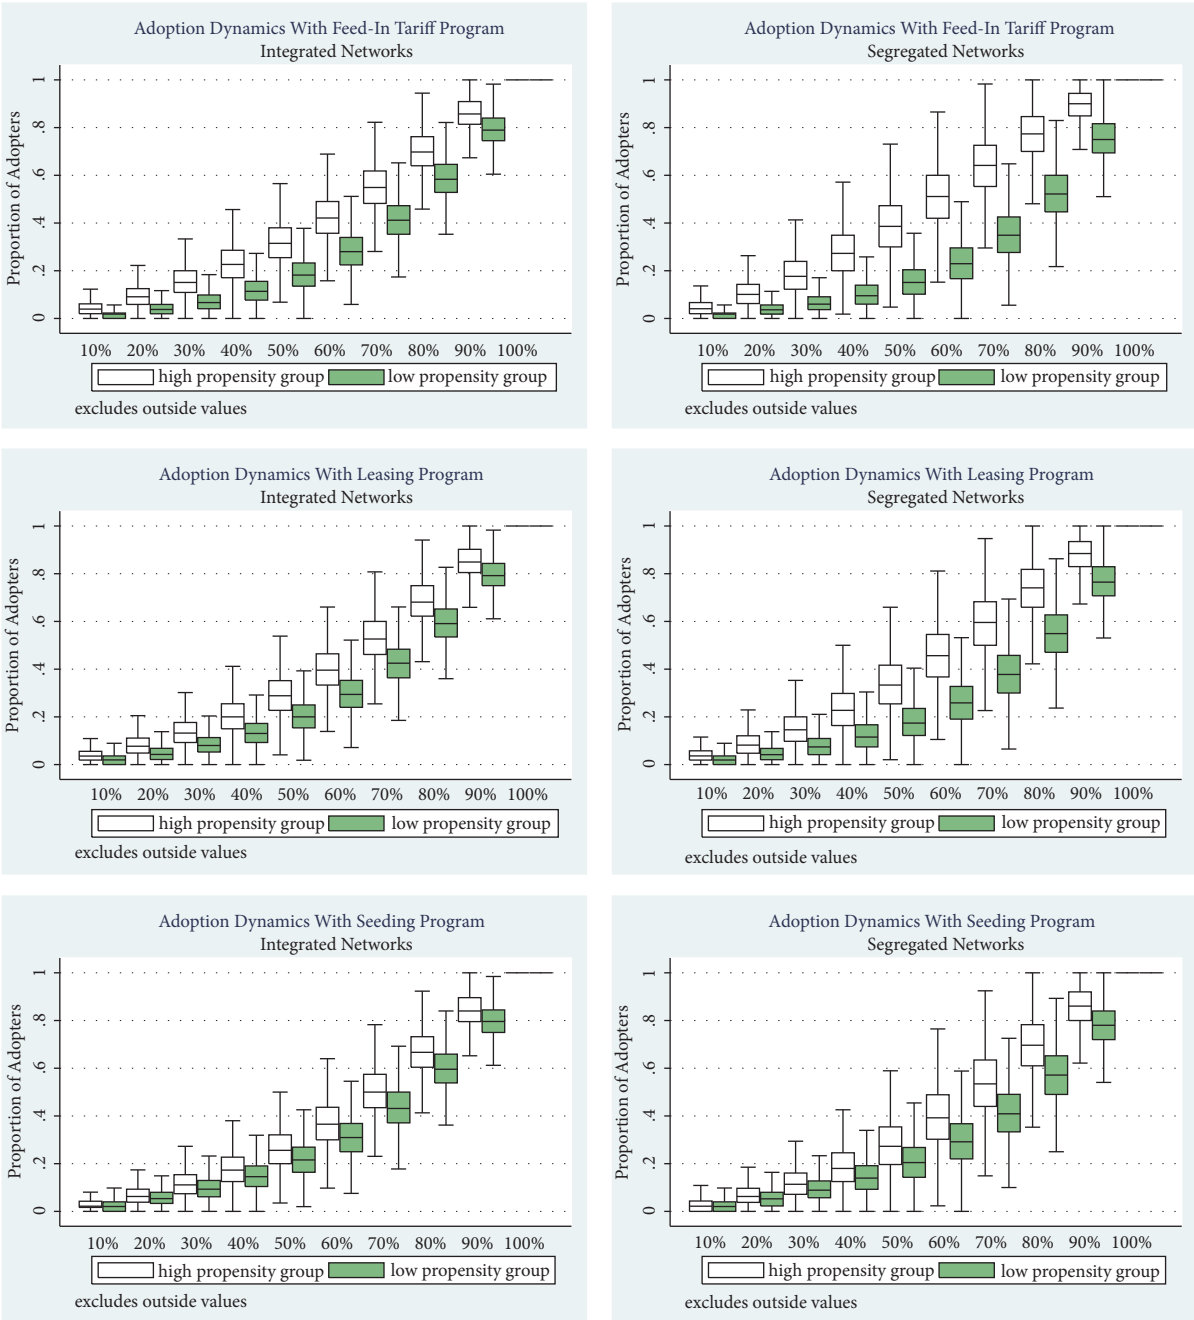 Adoption Dynamics With Feed-In Tariff Program
Integrated Networks
Proportion of Adopters
1
.8
.6
.4
.2
0
10% 20% 30% 40% 50% 60% 70% 80% 90% 100%
high propensity group low propensity group
excludes outside values
Adoption Dynamics With Feed-In Tariff Program
Segregated Networks
Proportion of Adopters
1
.8
.6
.4
.2
0
10% 20% 30% 40% 50% 60% 70% 80% 90% 100%
high propensity group low propensity group
excludes outside values
Adoption Dynamics With Leasing Program
Integrated Networks
Proportion of Adopters
1
.8
.6
.4
.2
0
10% 20% 30% 40% 50% 60% 70% 80% 90% 100%
high propensity group low propensity group
excludes outside values
Adoption Dynamics With Leasing Program
Segregated Networks
Proportion of Adopters
1
.8
.6
.4
.2
0
10% 20% 30% 40% 50% 60% 70% 80% 90% 100%
high propensity group low propensity group
excludes outside values
Adoption Dynamics With Seeding Program
Integrated Networks
Proportion of Adopters
1
.8
.6
.4
.2
0
10% 20% 30% 40% 50% 60% 70% 80% 90% 100%
high propensity group low propensity group
excludes outside values
Adoption Dynamics With Seeding Program
Segregated Networks
Proportion of Adopters
1
.8
.6
.4
.2
0
10% 20% 30% 40% 50% 60% 70% 80% 90% 100%
high propensity group low propensity group
excludes outside values